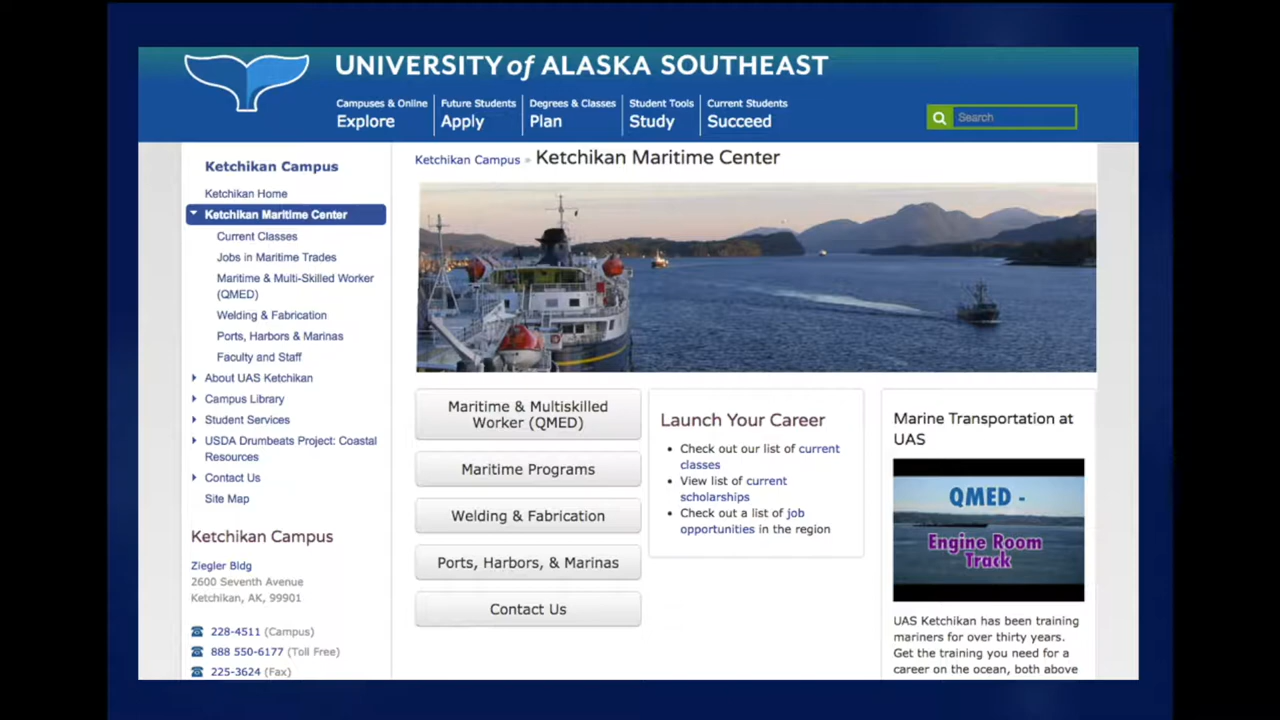 UNIVERSITY of ALASKA SOUTHEAST
Campuses & Online
Explore
Future Students
Apply
Degrees & Classes
Plan
Student Tools
Study
Current Students
Succeed
Search
Ketchikan Campus
Ketchikan Home
Ketchikan Maritime Center
Current Classes
Jobs in Maritime Trades
Maritime & Multi-Skilled Worker
(QMED)
Welding & Fabrication
Ports, Harbors & Marinas
Faculty and Staff
About UAS Ketchikan
Campus Library
Student Services
USDA Drumbeats Project: Coastal
Resources
Contact Us
Site Map
Ketchikan Campus
Ziegler Bldg
2600 Seventh Avenue
Ketchikan, AK, 99901
228-4511 (Campus)
888 550-6177 (Toll Free)
225-3624 (Fax)
Ketchikan Campus » Ketchikan Maritime Center
Maritime & Multiskilled
Worker (QMED)
Maritime Programs
Welding & Fabrication
Ports, Harbors, & Marinas
Contact Us
Launch Your Career
• Check out our list of current
classes
• View list of current
scholarships
• Check out a list of job
opportunities in the region
Marine Transportation at
UAS
QMED -
Engine Room
Track
UAS Ketchikan has been training
mariners for over thirty years.
Get the training you need for a
career on the ocean, both above